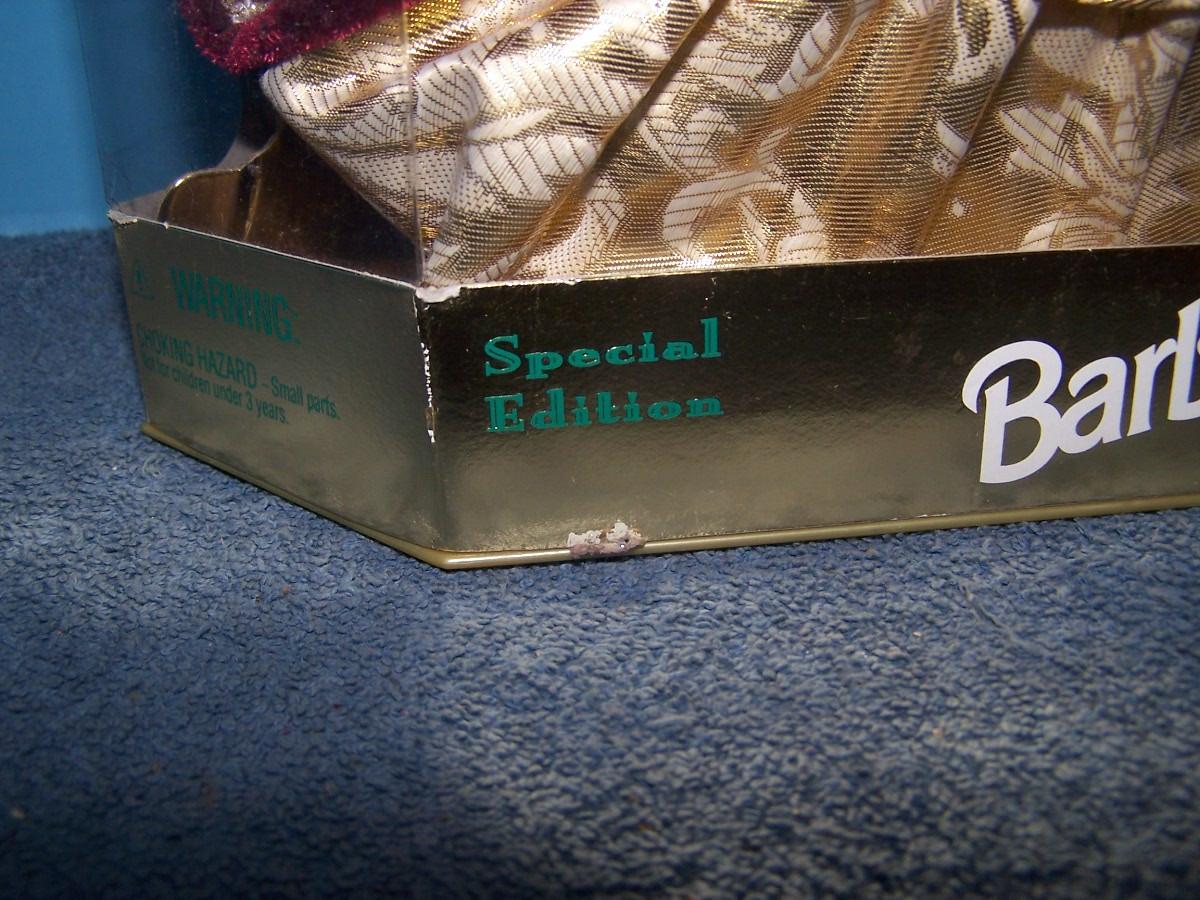 WARNING:
CHOKING HAZARD – Small parts.
Not for children under 3 years.
Special
Edition
Barb